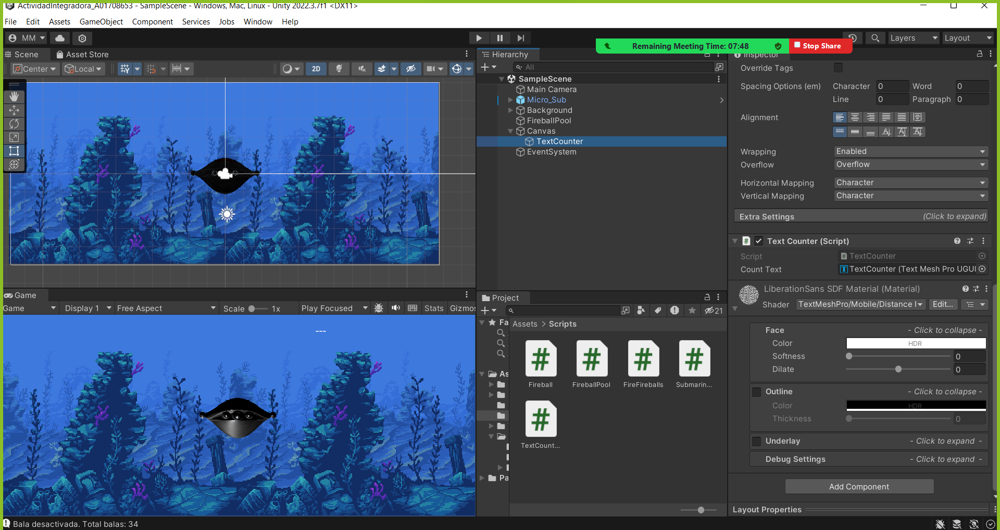 ActividadIntegradora_A01708653 - SampleScene - Windows, Mac, Linux - Unity 2022.3.7f1 <DX11>
File Edit Assets GameObject Component Services Jobs Window Help
MM
Layers Layout
Remaining Meeting Time: 07:48 Stop Share
Scene Asset Store
Center Local 2D
Hierarchy
All
SampleScene
Main Camera
Micro_Sub
Background
FireballPool
Canvas
TextCounter
EventSystem
Inspector
Override Tags
Spacing Options (em) Character 0 Word 0
Line 0 Paragraph 0
Alignment
Wrapping Enabled
Overflow Overflow
Horizontal Mapping Character
Vertical Mapping Character
Extra Settings (Click to expand)
Text Counter (Script)
Script TextCounter
Count Text TextCounter (Text Mesh Pro UGUI
LiberationSans SDF Material (Material)
Shader TextMeshPro/Mobile/Distance Edit...
Face - Click to collapse -
Color HDR
Softness 0
Dilate 0
Outline - Click to collapse -
Color HDR
Thickness 0
Underlay - Click to expand -
Debug Settings - Click to expand -
Add Component
Layout Properties
Game
Game Display 1 Free Aspect Scale 1x Play Focused Stats Gizmos
---
Project
21
Fa
As
Pa
Assets > Scripts
Fireball FireballPool FireFireballs Submarin...
TextCount...
Bala desactivada. Total balas: 34